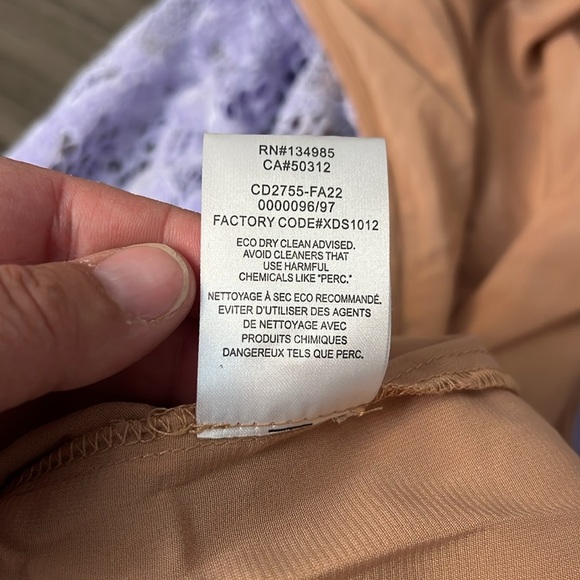 RN#134985
CA#50312
CD2755-FA22
0000096/97
FACTORY CODE#XDS1012
ECO DRY CLEAN ADVISED.
AVOID CLEANERS THAT
USE HARMFUL
CHEMICALS LIKE "PERC."
NETTOYAGE À SEC ECO RECOMMANDÉ.
EVITER D'UTILISER DES AGENTS
DE NETTOYAGE AVEC
PRODUITS CHIMIQUES
DANGEREUX TELS QUE PERC.